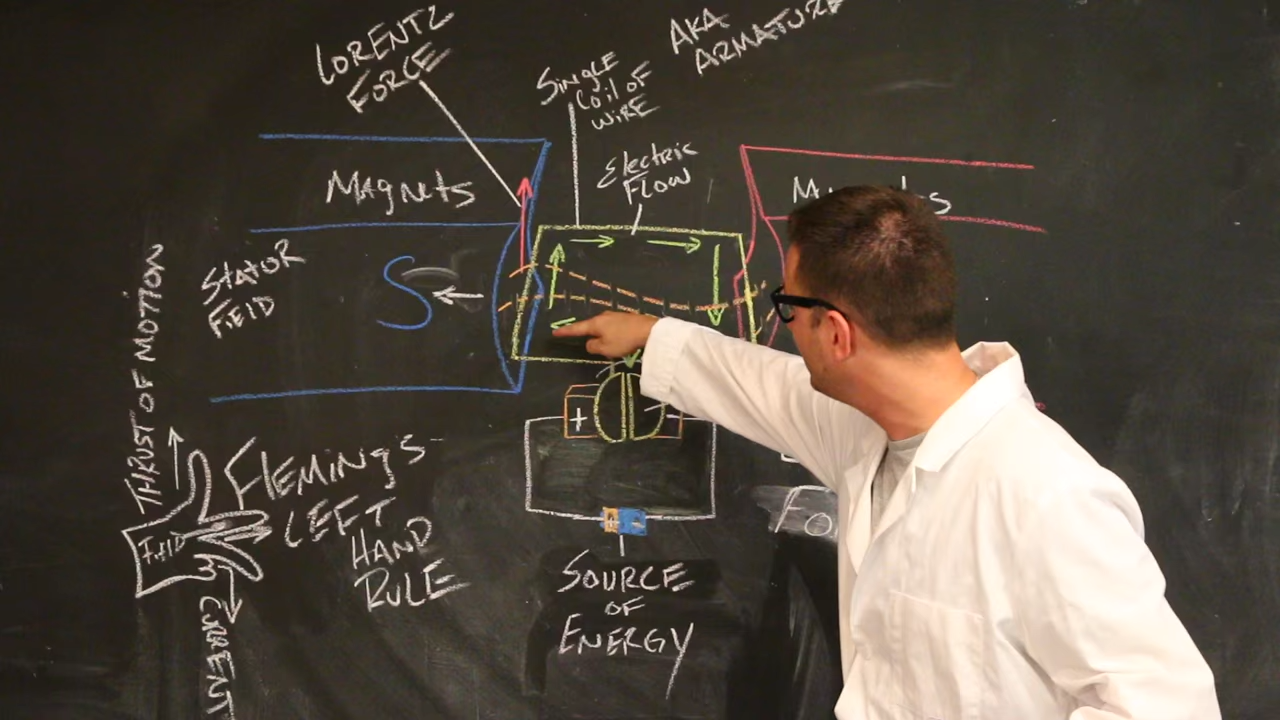 LORENTZ
FORCE
AKA
ARMATURE
Single
Coil of
WIRE
Electric
FLOW
Magnets
STATOR
FIElD
S
+
THRUST OF MOTION
FIElD
CURRENT
FLEMING'S
LEFT
HAND
RULE
SOURCE
OF
ENERGY